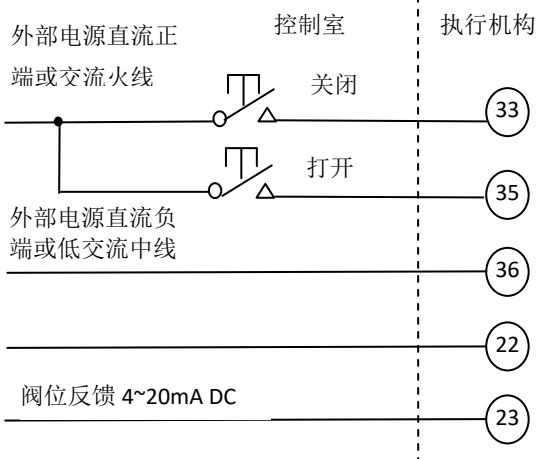 控制室
执行机构
外部电源直流正
端或交流火线
关闭
33
打开
35
外部电源直流负
端或低交流中线
36
22
阀位反馈 4~20mA DC
23